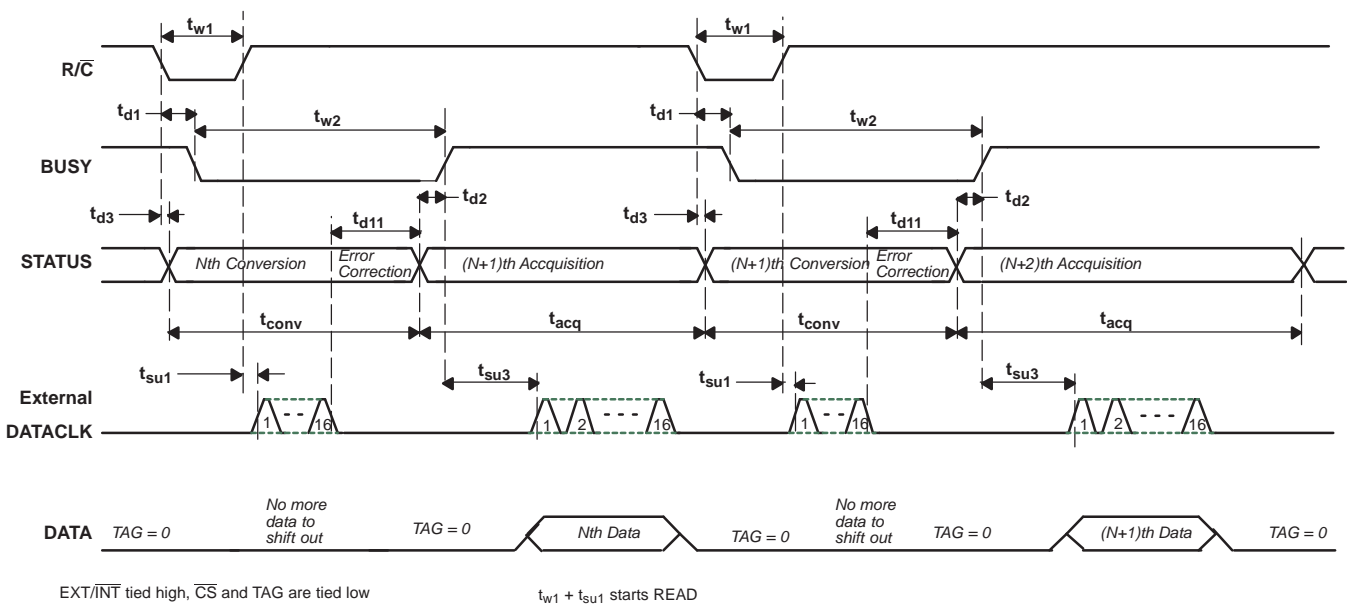 tw1 tw1
R/C
td1 tw2 td1 tw2
BUSY
td3 td2 td3 td2
td11 td11
STATUS Nth Conversion Error Correction (N+1)th Accquisition (N+1)th Conversion Error Correction (N+2)th Accquisition
tconv tacq tconv tacq
tsu1 tsu3 tsu1 tsu3
External
DATACLK 1 - - 16 1 2 - - - 16 1 - - 16 1 2 - - - 16
DATA TAG = 0 No more data to shift out TAG = 0 Nth Data TAG = 0 No more data to shift out TAG = 0 (N+1)th Data TAG = 0
EXT/INT tied high, CS and TAG are tied low tw1 + tsu1 starts READ